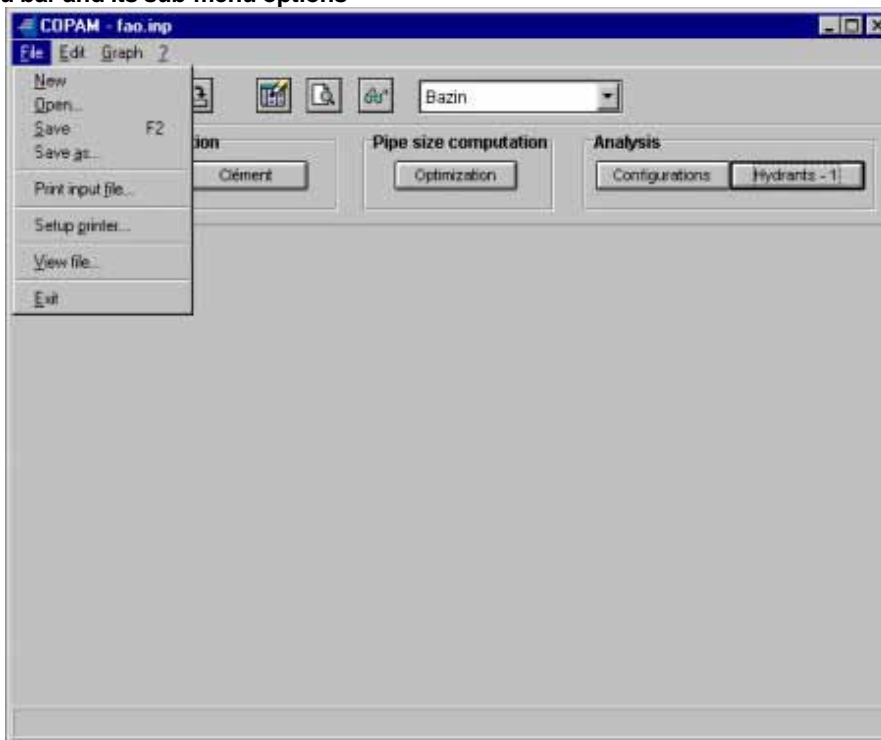 d bar and its sub-menu options
COPAM - fao.inp
File Edit Graph ?
New
Open...
Save F2
Save as...
Print input file...
Setup printer...
View file...
Exit
Bazin
ion
Clément
Pipe size computation
Optimization
Analysis
Configurations Hydrants - 1